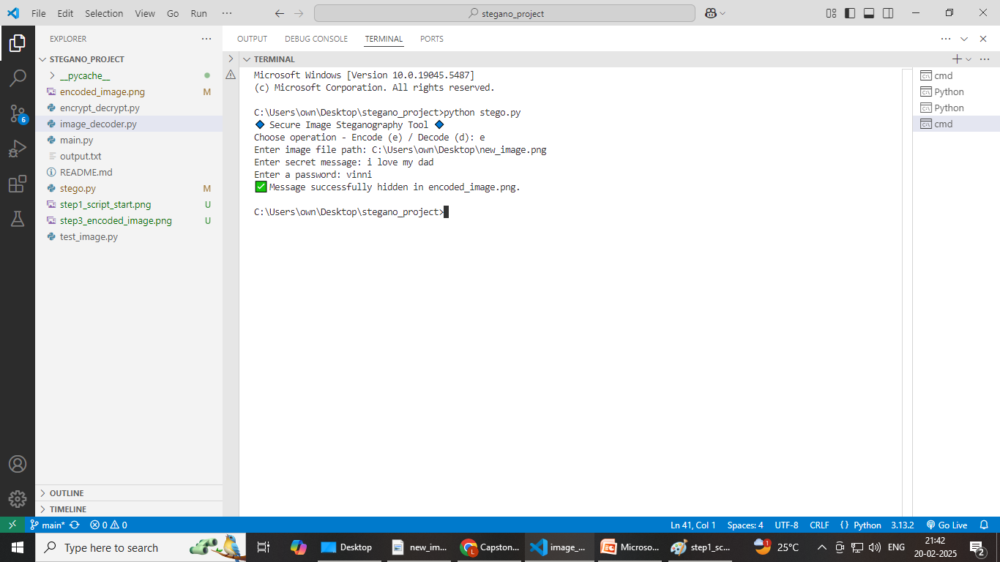 File Edit Selection View Go Run ···
stegano_project
EXPLORER ···
STEGANO_PROJECT
__pycache__
encoded_image.png M
encrypt_decrypt.py
image_decoder.py
main.py
output.txt
README.md
stego.py M
step1_script_start.png U
step3_encoded_image.png U
test_image.py
OUTLINE
TIMELINE
6
OUTPUT DEBUG CONSOLE TERMINAL PORTS ···
TERMINAL
Microsoft Windows [Version 10.0.19045.5487]
(c) Microsoft Corporation. All rights reserved.
C:\Users\own\Desktop\stegano_project>python stego.py
🔷 Secure Image Steganography Tool 🔷
Choose operation - Encode (e) / Decode (d): e
Enter image file path: C:\Users\own\Desktop\new_image.png
Enter secret message: i love my dad
Enter a password: vinni
✅ Message successfully hidden in encoded_image.png.
C:\Users\own\Desktop\stegano_project>
cmd
Python
Python
cmd
main* 0 0 Ln 41, Col 1 Spaces: 4 UTF-8 CRLF {} Python 3.13.2 Go Live
Type here to search Desktop new_im... Capston... image_... Microso... step1_sc... 1 25°C ENG 21:42
20-02-2025
2